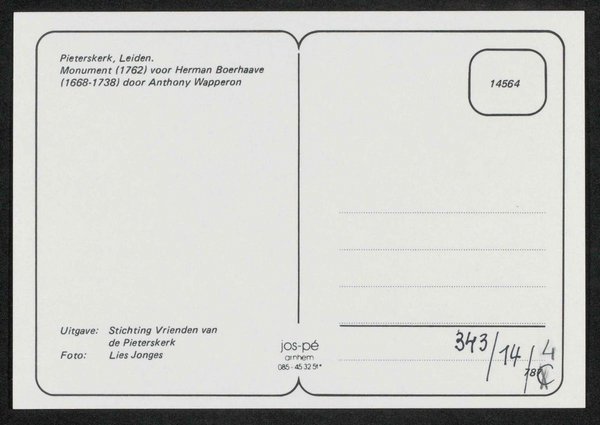 Pieterskerk, Leiden.
Monument (1762) voor Herman Boerhaave
(1668-1738) door Anthony Wapperon
14564
Uitgave: Stichting Vrienden van
de Pieterskerk
Foto: Lies Jonges
jos-pé
arnhem
085 - 45 32 51*
343/14/4